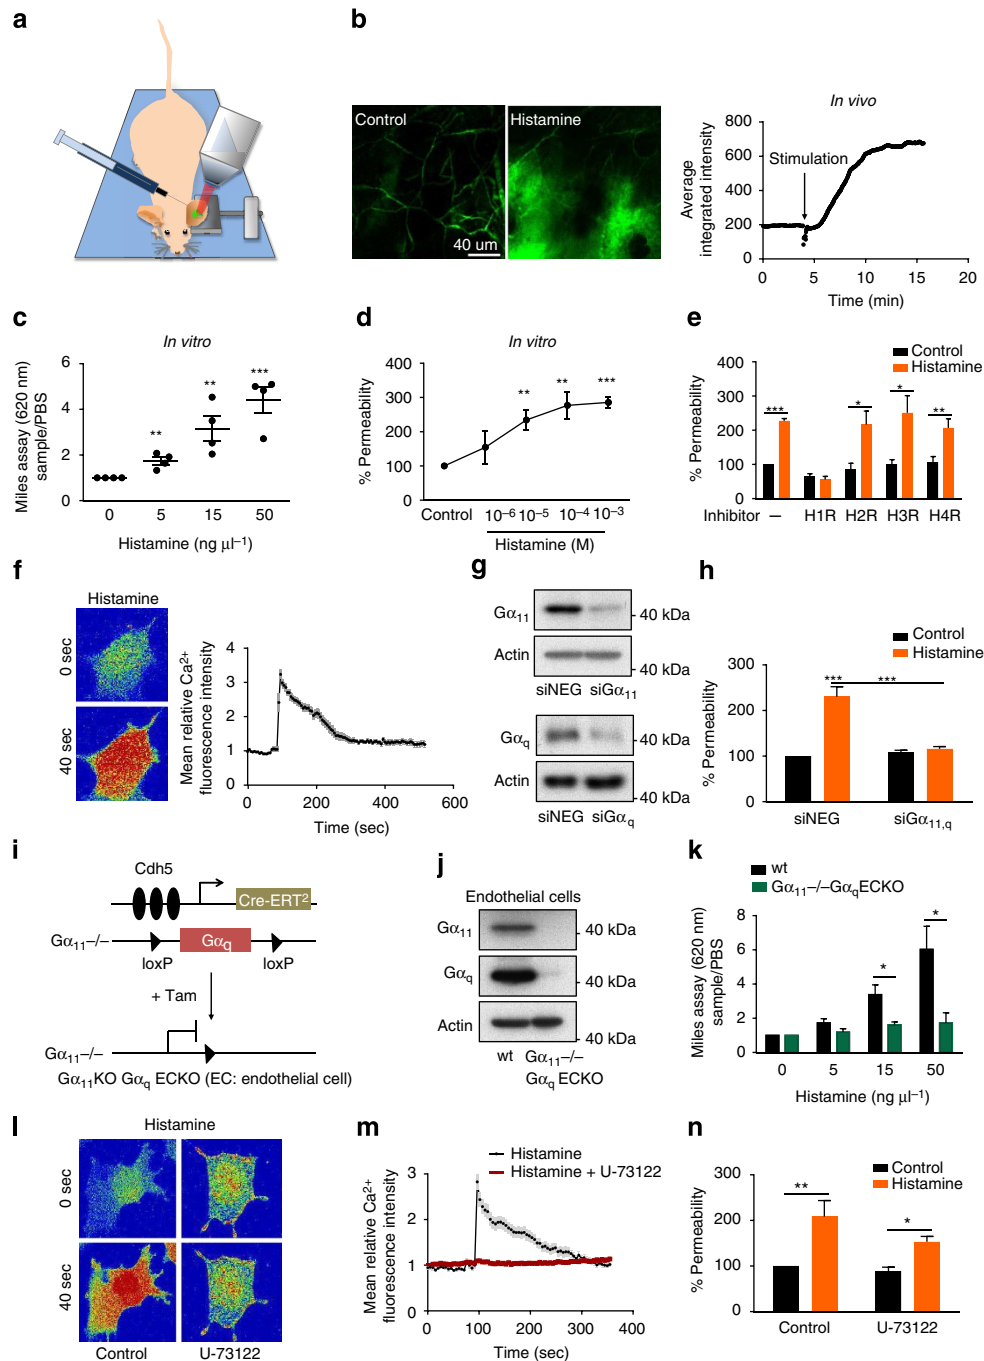 a
b
Control
Histamine
40 um
In vivo
Average
integrated intensity
800
600
400
200
0
Stimulation
0 5 10 15 20
Time (min)
c
In vitro
Miles assay (620 nm)
sample/PBS
6
4
2
0
**
**
***
0 5 15 50
Histamine (ng µl⁻¹)
d
In vitro
% Permeability
400
300
200
100
0
**
**
***
Control 10⁻⁶ 10⁻⁵ 10⁻⁴ 10⁻³
Histamine (M)
e
Control
Histamine
% Permeability
400
300
200
100
0
***
*
*
**
Inhibitor – H1R H2R H3R H4R
f
Histamine
0 sec
40 sec
Mean relative Ca²⁺
fluorescence intensity
4
3
2
1
0
0 200 400 600
Time (sec)
g
Gα₁₁
40 kDa
Actin
40 kDa
siNEG siGα₁₁
Gαq
40 kDa
Actin
40 kDa
siNEG siGαq
h
Control
Histamine
% Permeability
300
200
100
0
***
***
siNEG siGα₁₁,q
i
Cdh5
Cre-ERT²
Gα₁₁–/–
Gαq
loxP loxP
+ Tam
Gα₁₁–/–
Gα₁₁KO Gαq ECKO (EC: endothelial cell)
j
Endothelial cells
Gα₁₁
40 kDa
Gαq
40 kDa
Actin
40 kDa
wt Gα₁₁–/–
Gαq ECKO
k
wt
Gα₁₁–/–GαqECKO
Miles assay (620 nm)
sample/PBS
8
6
4
2
0
*
*
0 5 15 50
Histamine (ng µl⁻¹)
l
Histamine
0 sec
40 sec
Control U-73122
m
Histamine
Histamine + U-73122
Mean relative Ca²⁺
fluorescence intensity
3
2
1
0
0 100 200 300 400
Time (sec)
n
Control
Histamine
% Permeability
300
200
100
0
**
*
Control U-73122